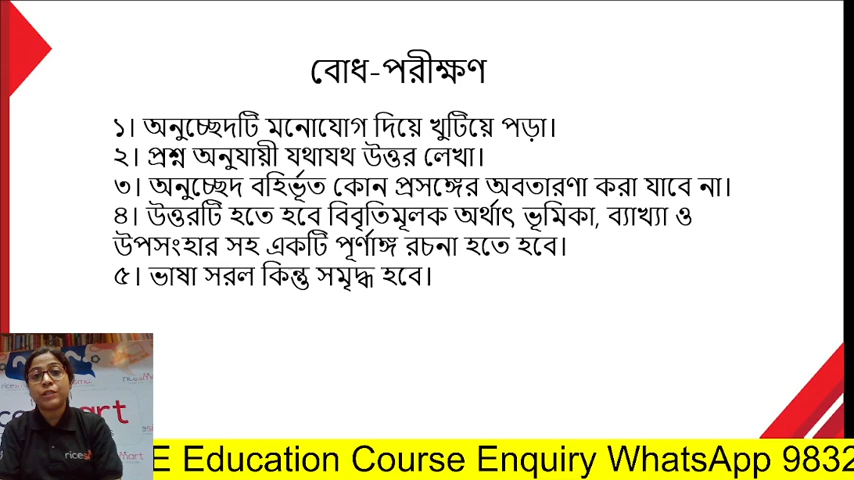 বোধ-পরীক্ষণ
১। অনুচ্ছেদটি মনোযোগ দিয়ে খুটিয়ে পড়া।
২। প্রশ্ন অনুযায়ী যথাযথ উত্তর লেখা।
৩। অনুচ্ছেদ বহির্ভূত কোন প্রসঙ্গের অবতারণা করা যাবে না।
৪। উত্তরটি হতে হবে বিবৃতিমূলক অর্থাৎ ভূমিকা, ব্যাখ্যা ও
উপসংহার সহ একটি পূর্ণাঙ্গ রচনা হতে হবে।
৫। ভাষা সরল কিন্তু সমৃদ্ধ হবে।
E Education Course Enquiry WhatsApp 9832